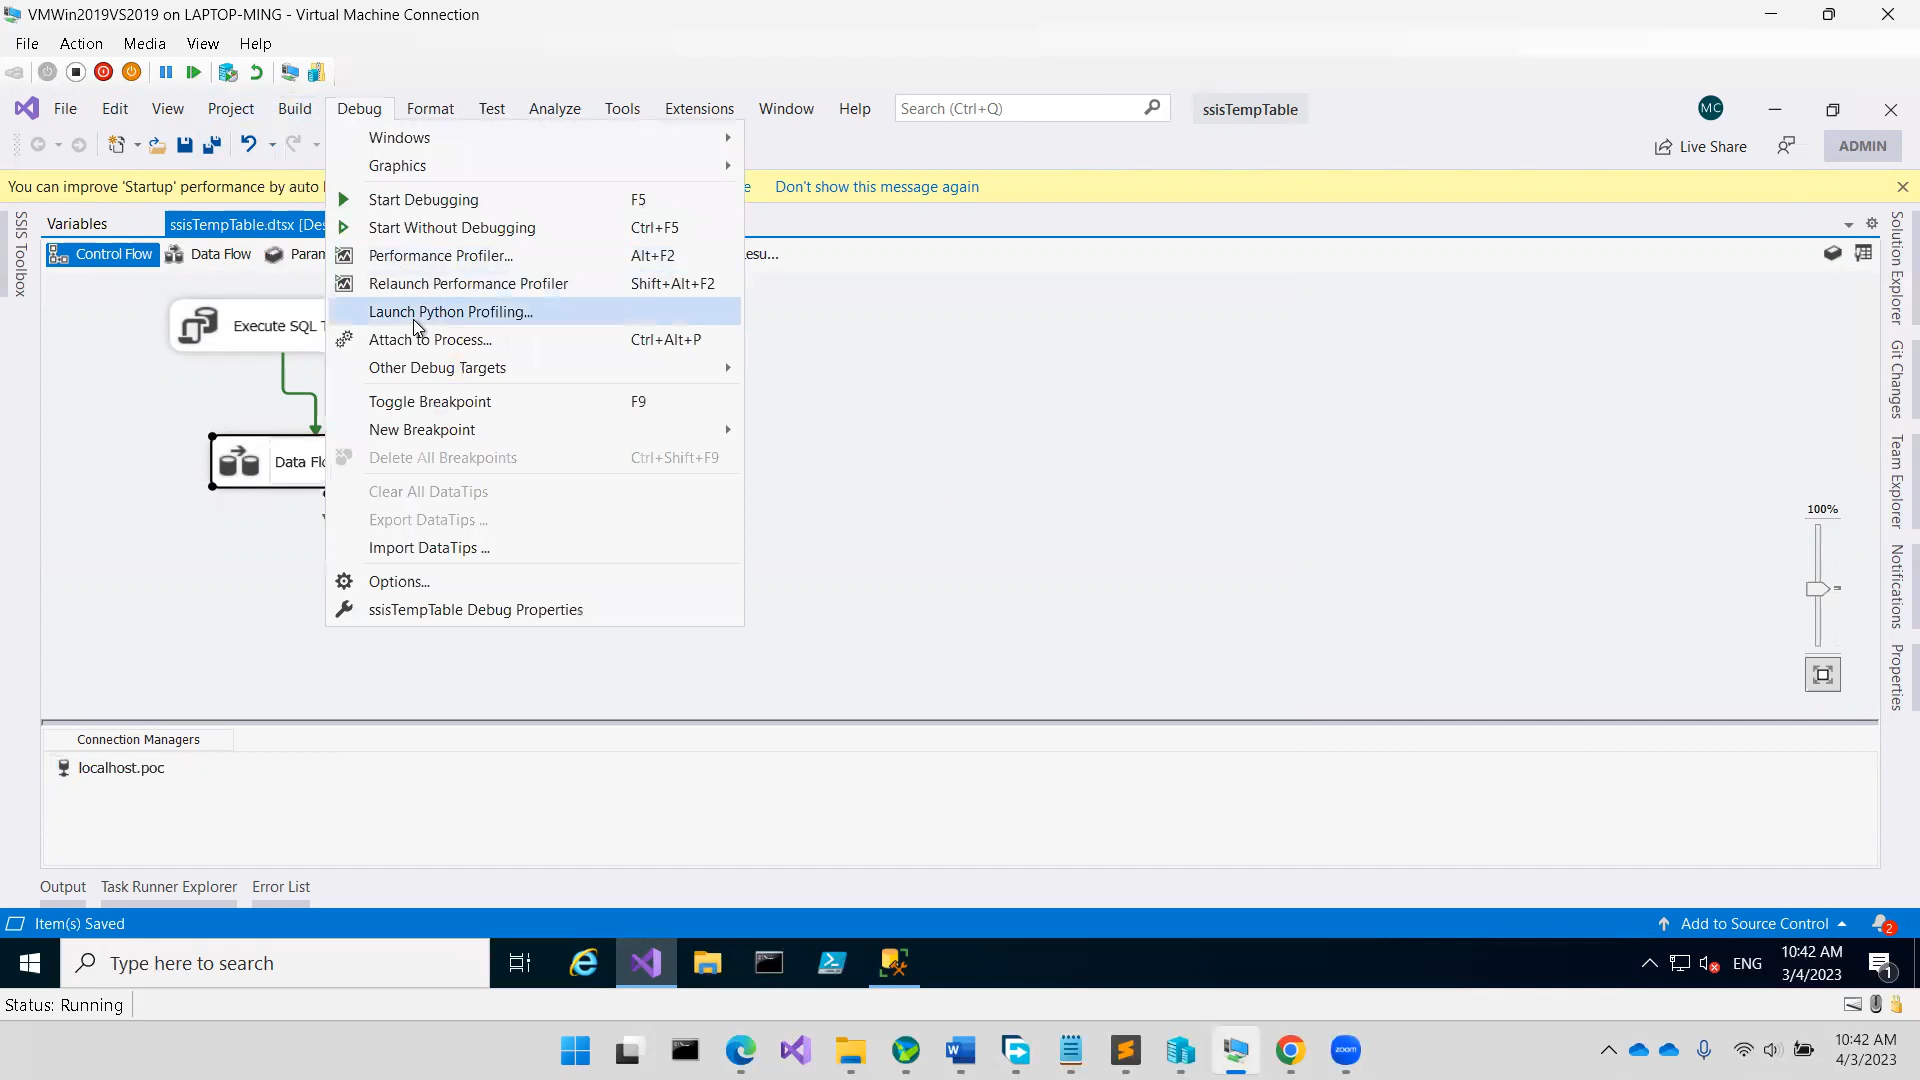 VMWin2019VS2019 on LAPTOP-MING - Virtual Machine Connection
File Action Media View Help
File Edit View Project Build Debug Format Test Analyze Tools Extensions Window Help Search (Ctrl+Q) ssisTempTable MC
Live Share ADMIN
You can improve 'Startup' performance by auto Don't show this message again
Variables ssisTempTable.dtsx [Des
Control Flow Data Flow Param esu...
Windows
Graphics
Start Debugging F5
Start Without Debugging Ctrl+F5
Performance Profiler... Alt+F2
Relaunch Performance Profiler Shift+Alt+F2
Launch Python Profiling...
Attach to Process... Ctrl+Alt+P
Other Debug Targets
Toggle Breakpoint F9
New Breakpoint
Delete All Breakpoints Ctrl+Shift+F9
Clear All DataTips
Export DataTips ...
Import DataTips ...
Options...
ssisTempTable Debug Properties
SSIS Toolbox
Execute SQL T
Data Flo
Solution Explorer
Git Changes
Team Explorer
Notifications
Properties
100%
Connection Managers
localhost.poc
Output Task Runner Explorer Error List
Item(s) Saved Add to Source Control 2
Type here to search ENG 10:42 AM
3/4/2023 1
Status: Running
zoom 10:42 AM
4/3/2023